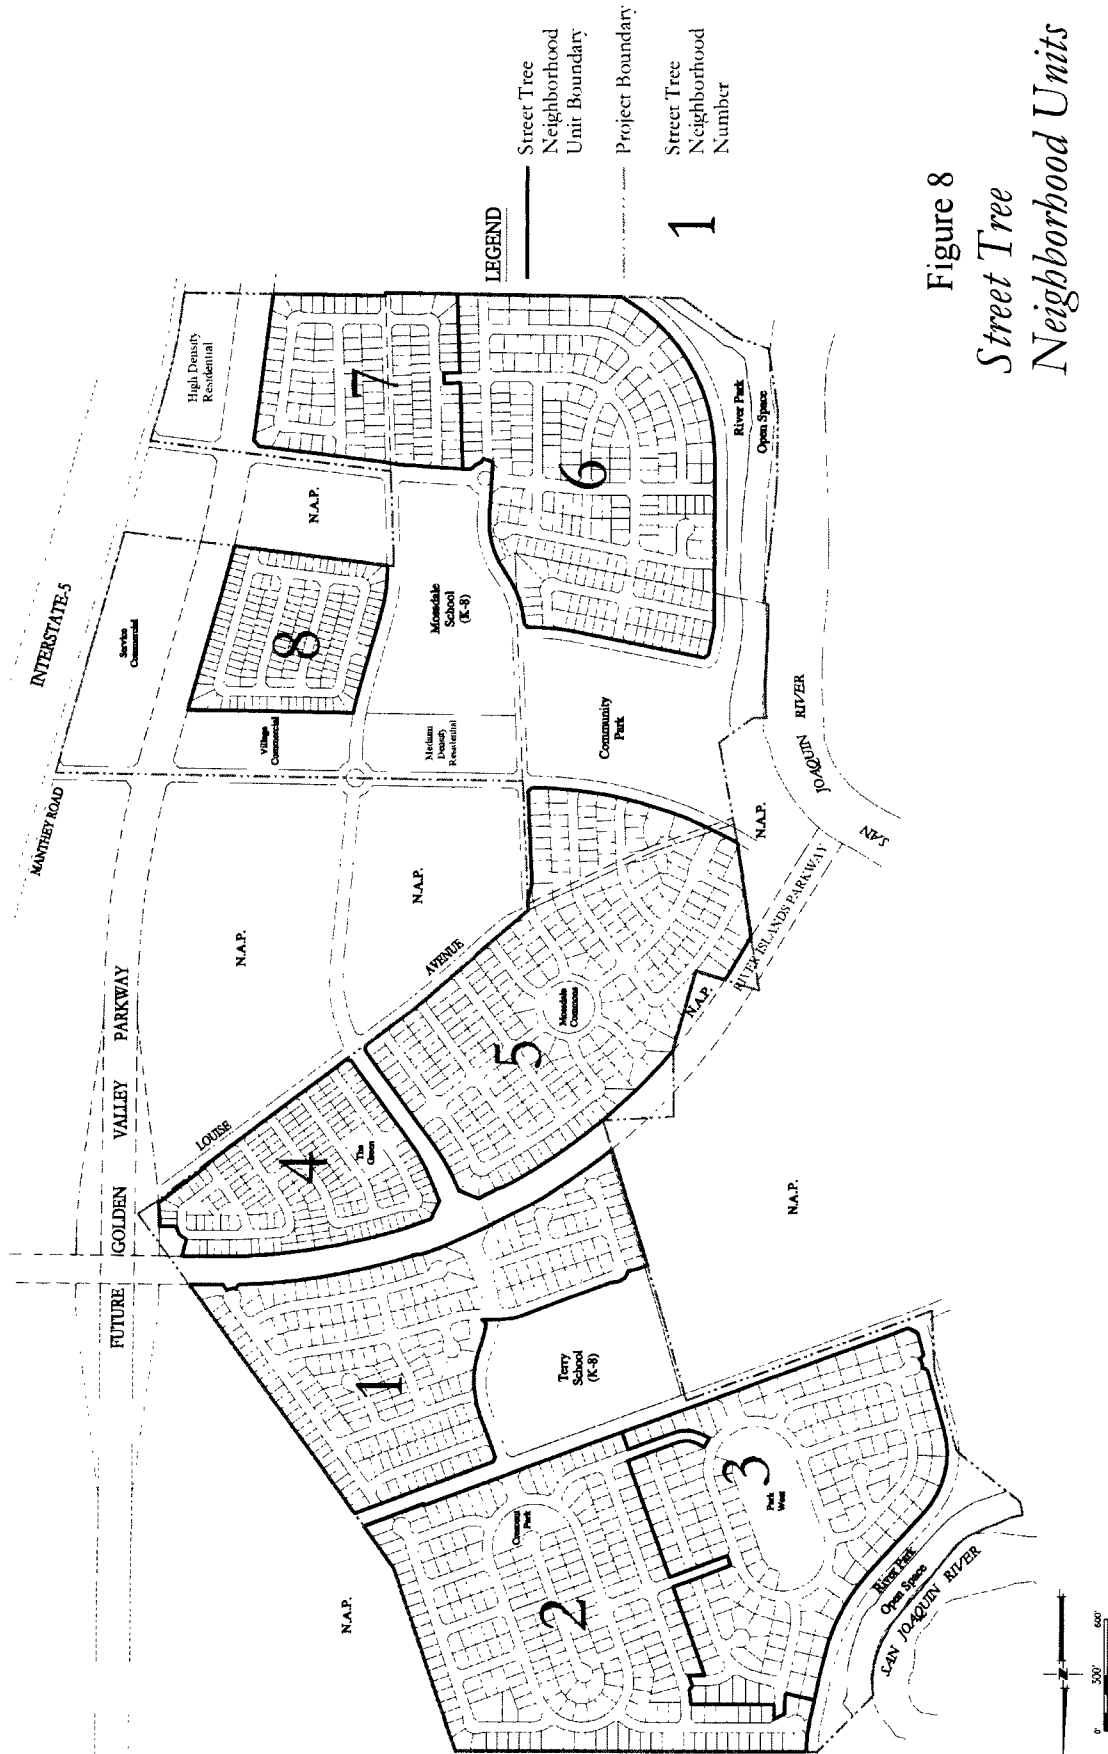 INTERSTATE-5
MANTHEY ROAD
FUTURE GOLDEN VALLEY PARKWAY
High Density
Residential
Service
Commercial
N.A.P.
7
8
Village
Commercial
Mossdale
School
(K-8)
Medium
Density
Residential
6
River Park
Open Space
Community
Park
SAN JOAQUIN RIVER
N.A.P.
N.A.P.
N.A.P.
LOUISE AVENUE
RIVER ISLANDS PARKWAY
N.A.P.
Mossdale
Commons
5
4
The
Green
1
Terry
School
(K-8)
N.A.P.
N.A.P.
2
Crescent
Park
3
Park
West
River Park
Open Space
SAN JOAQUIN RIVER
LEGEND
Street Tree
Neighborhood
Unit Boundary
Project Boundary
1
Street Tree
Neighborhood
Number
Figure 8
Street Tree
Neighborhood Units
N
0' 300' 600'